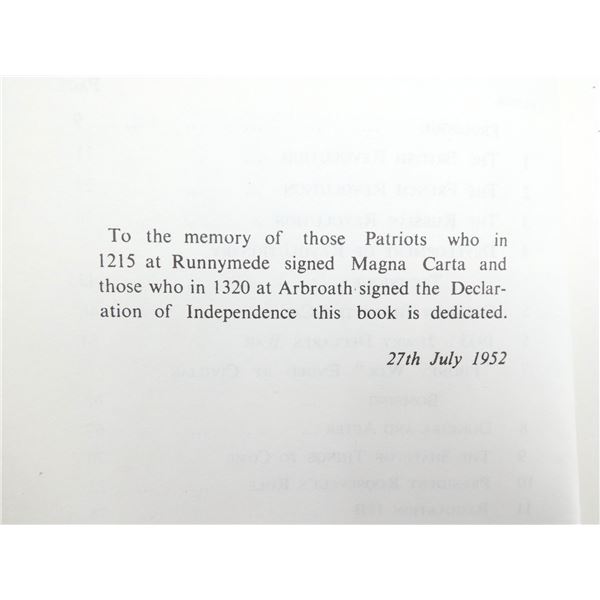 To the memory of those Patriots who in
1215 at Runnymede signed Magna Carta and
those who in 1320 at Arbroath signed the Declar-
ation of Independence this book is dedicated.
27th July 1952